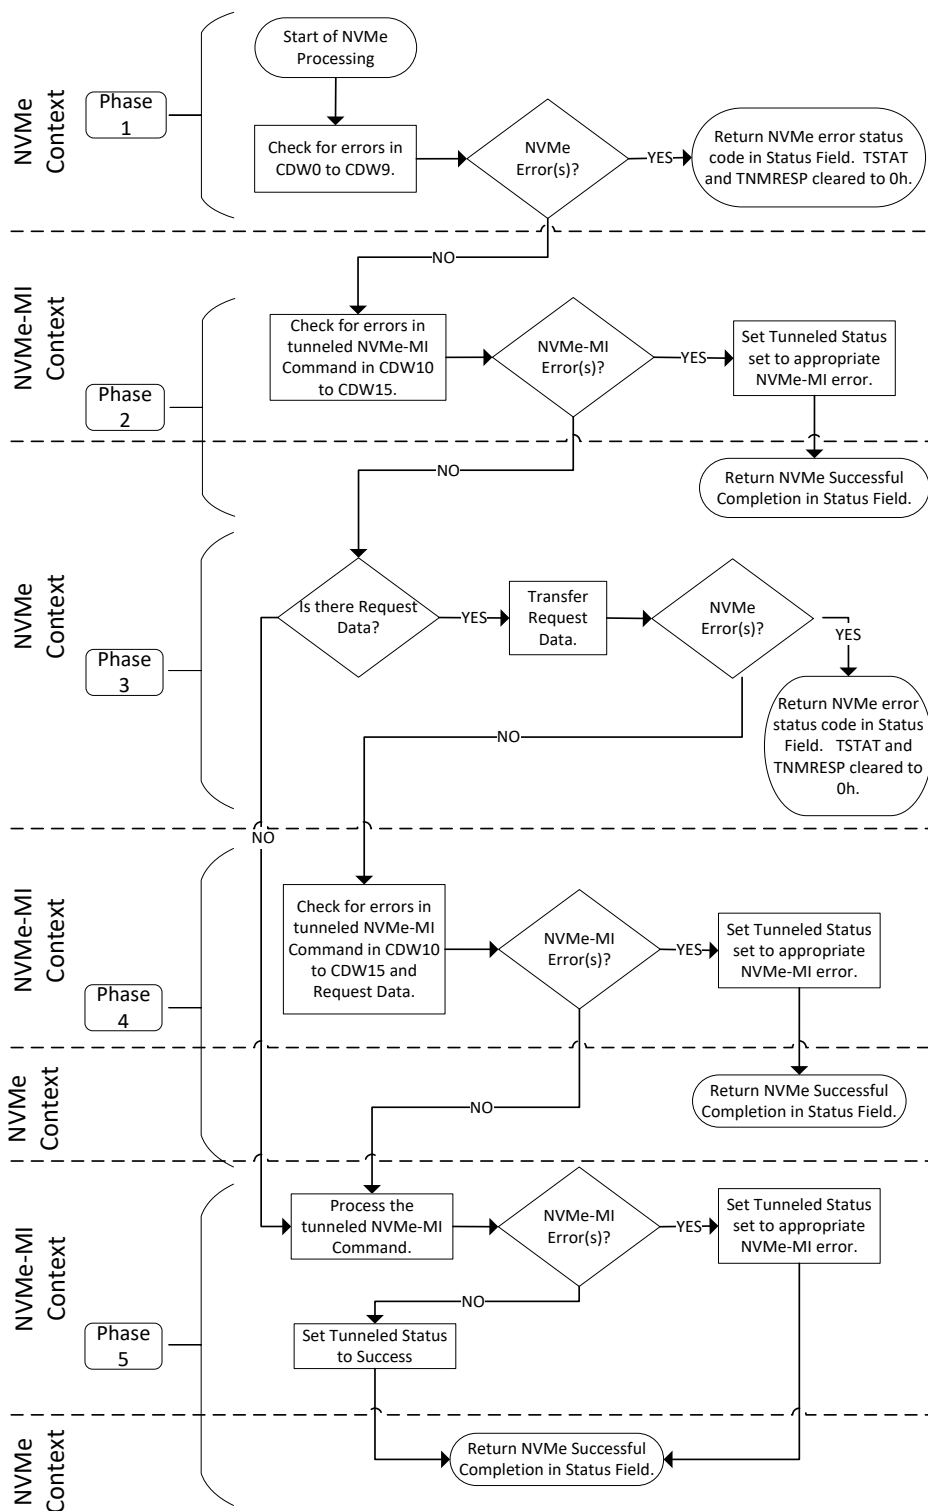 NVMe
Context
Phase
1
Start of NVMe
Processing
Check for errors in
CDW0 to CDW9.
NVMe
Error(s)?
YES
Return NVMe error status
code in Status Field.  TSTAT
and TNMRESP cleared to 0h.
NO
NVMe-MI
Context
Phase
2
Check for errors in
tunneled NVMe-MI
Command in CDW10
to CDW15.
NVMe-MI
Error(s)?
YES
Set Tunneled Status
set to appropriate
NVMe-MI error.
NO
Return NVMe Successful
Completion in Status Field.
NVMe
Context
Phase
3
Is there Request
Data?
YES
Transfer
Request
Data.
NVMe
Error(s)?
YES
Return NVMe error
status code in Status
Field.   TSTAT and
TNMRESP cleared to
0h.
NO
NO
NVMe-MI
Context
Phase
4
Check for errors in
tunneled NVMe-MI
Command in CDW10
to CDW15 and
Request Data.
NVMe-MI
Error(s)?
YES
Set Tunneled Status
set to appropriate
NVMe-MI error.
NVMe
Context
NO
Return NVMe Successful
Completion in Status Field.
NVMe-MI
Context
Phase
5
Process the
tunneled NVMe-MI
Command.
NVMe-MI
Error(s)?
YES
Set Tunneled Status
set to appropriate
NVMe-MI error.
NO
Set Tunneled Status
to Success
NVMe
Context
Return NVMe Successful
Completion in Status Field.